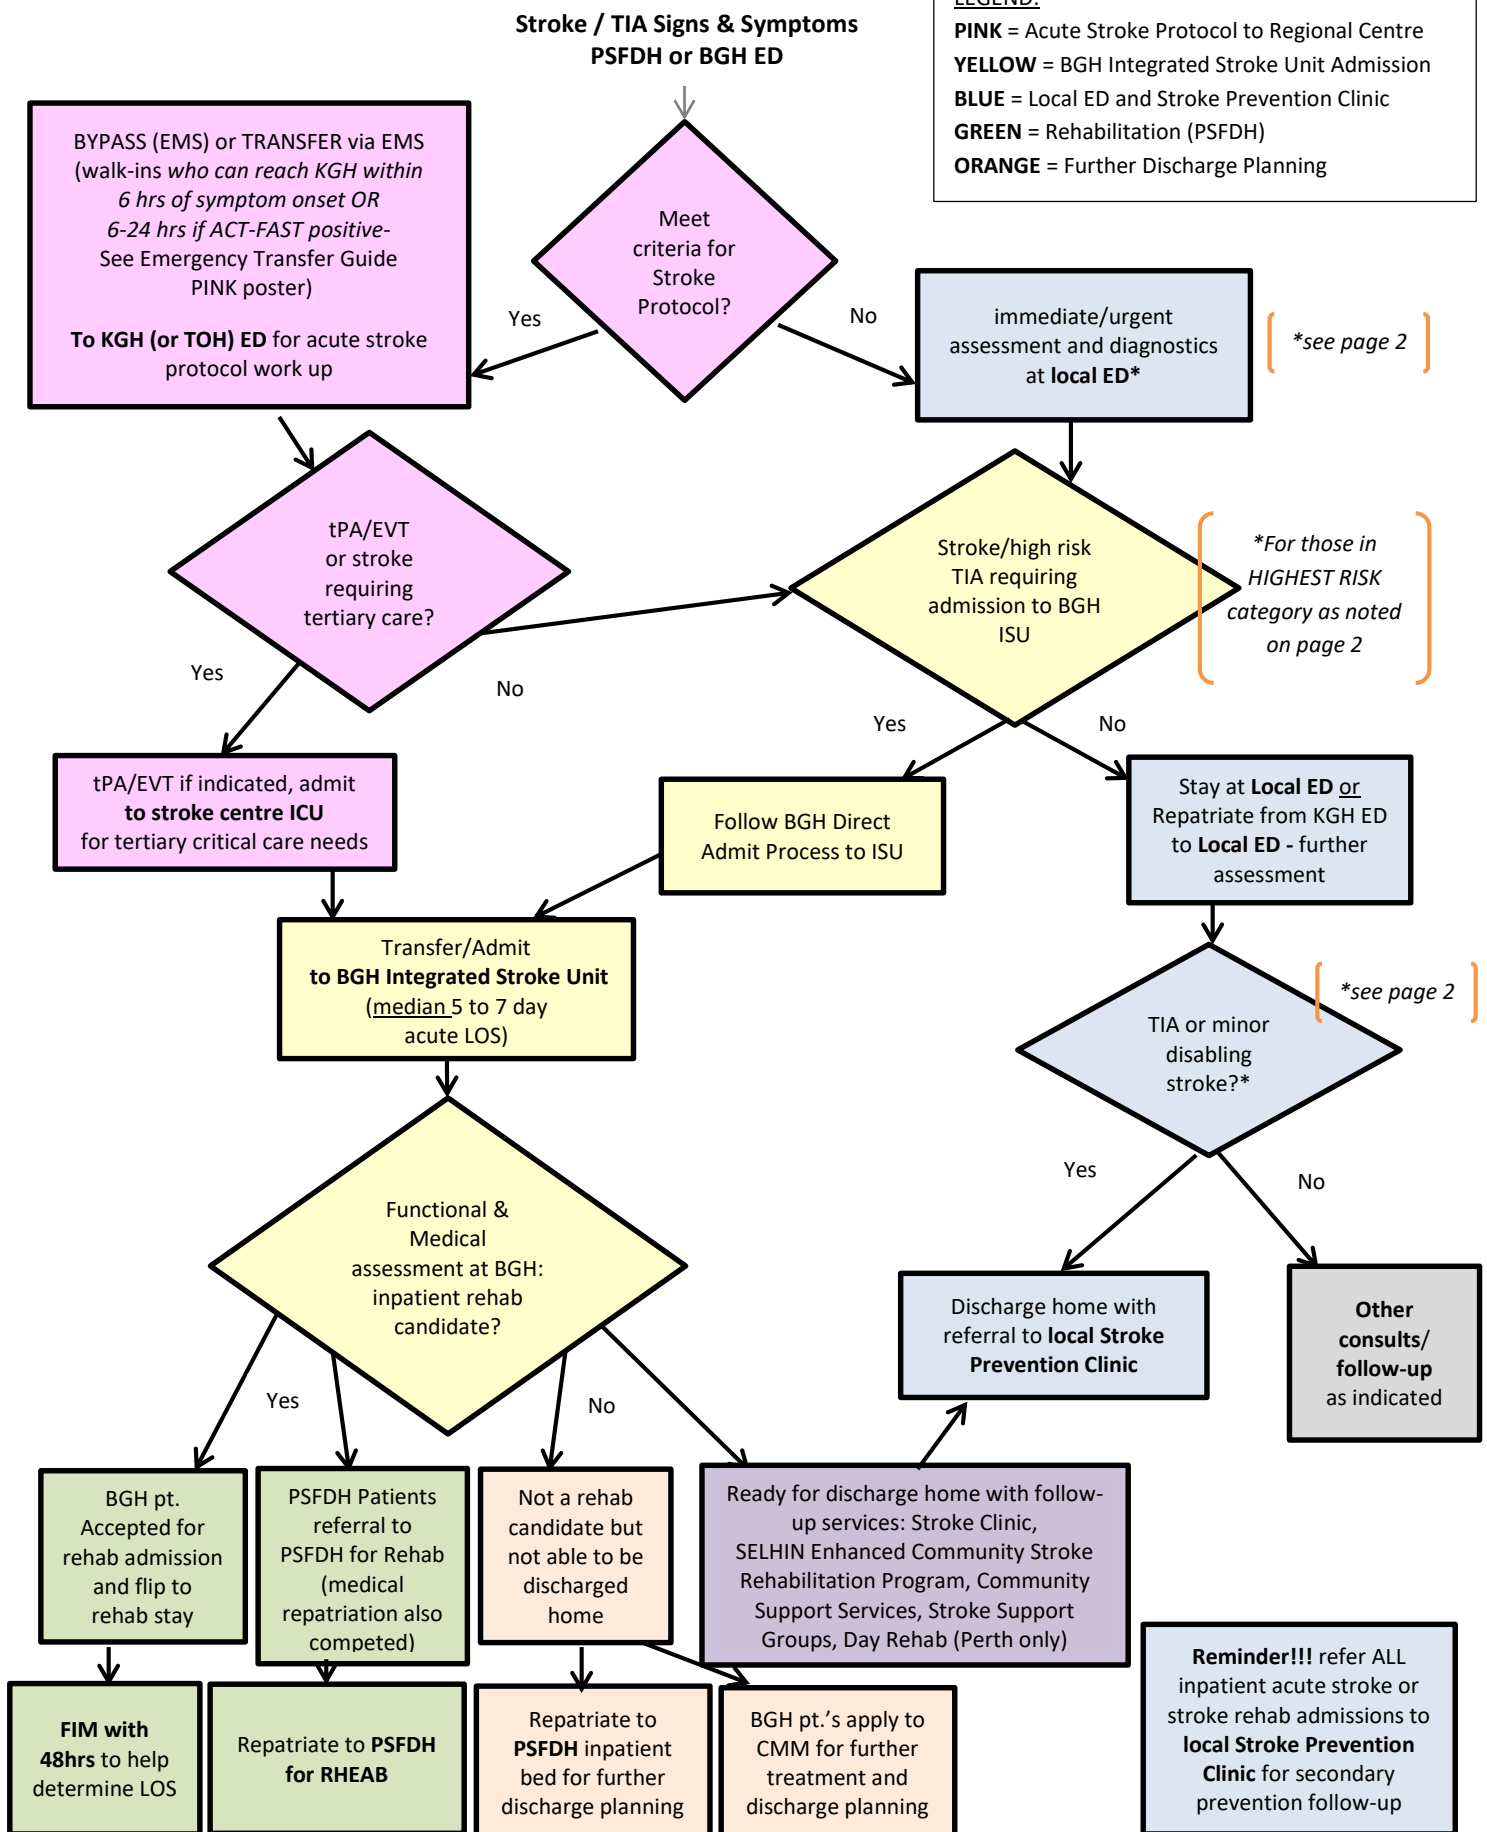 Stroke / TIA Signs & Symptoms
PSFDH or BGH ED
LEGEND:
PINK = Acute Stroke Protocol to Regional Centre
YELLOW = BGH Integrated Stroke Unit Admission
BLUE = Local ED and Stroke Prevention Clinic
GREEN = Rehabilitation (PSFDH)
ORANGE = Further Discharge Planning
BYPASS (EMS) or TRANSFER via EMS
(walk-ins who can reach KGH within
6 hrs of symptom onset OR
6-24 hrs if ACT-FAST positive-
See Emergency Transfer Guide
PINK poster)
To KGH (or TOH) ED for acute stroke
protocol work up
Meet
criteria for
Stroke
Protocol?
Yes
No
immediate/urgent
assessment and diagnostics
at local ED*
*see page 2
tPA/EVT
or stroke
requiring
tertiary care?
Yes
No
Stroke/high risk
TIA requiring
admission to BGH
ISU
*For those in
HIGHEST RISK
category as noted
on page 2
Yes
No
tPA/EVT if indicated, admit
to stroke centre ICU
for tertiary critical care needs
Follow BGH Direct
Admit Process to ISU
Stay at Local ED or
Repatriate from KGH ED
to Local ED - further
assessment
Transfer/Admit
to BGH Integrated Stroke Unit
(median 5 to 7 day
acute LOS)
*see page 2
TIA or minor
disabling
stroke?*
Yes
No
Functional &
Medical
assessment at BGH:
inpatient rehab
candidate?
Yes
No
Discharge home with
referral to local Stroke
Prevention Clinic
Other
consults/
follow-up
as indicated
BGH pt.
Accepted for
rehab admission
and flip to
rehab stay
PSFDH Patients
referral to
PSFDH for Rehab
(medical
repatriation also
competed)
Not a rehab
candidate but
not able to be
discharged
home
Ready for discharge home with follow-
up services: Stroke Clinic,
SELHIN Enhanced Community Stroke
Rehabilitation Program, Community
Support Services, Stroke Support
Groups, Day Rehab (Perth only)
FIM with
48hrs to help
determine LOS
Repatriate to PSFDH
for RHEAB
Repatriate to
PSFDH inpatient
bed for further
discharge planning
BGH pt.'s apply to
CMM for further
treatment and
discharge planning
Reminder!!! refer ALL
inpatient acute stroke or
stroke rehab admissions to
local Stroke Prevention
Clinic for secondary
prevention follow-up